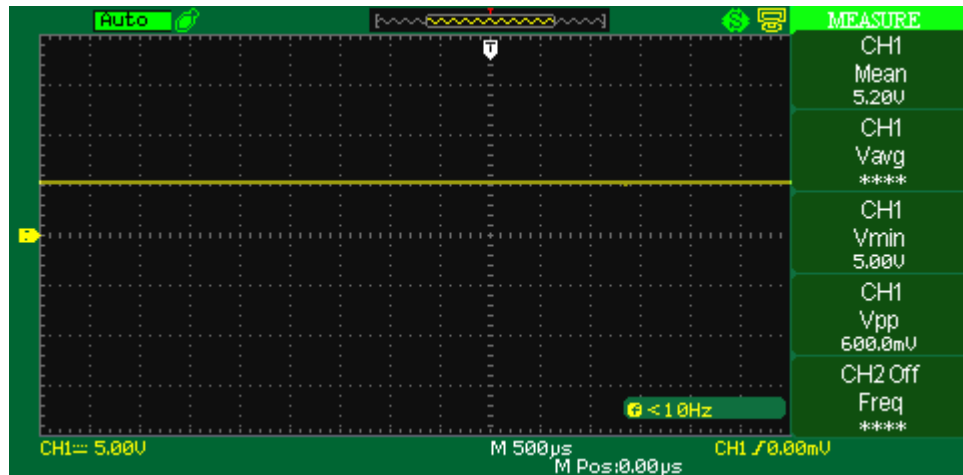 Auto
MEASURE
T
CH1
Mean
5.20V
CH1
Vavg
****
CH1
Vmin
5.00V
CH1
Vpp
600.0mV
CH2 Off
Freq
****
<10Hz
CH1 5.00V
M 500µs
CH1 0.00mV
M Pos:0.00µs